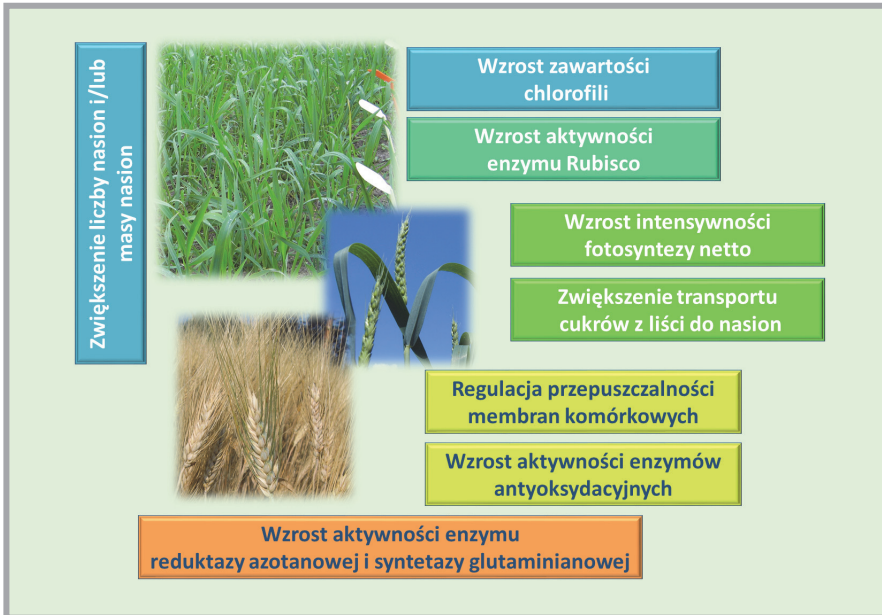 Zwiększenie liczby nasion i/lub
masy nasion
Wzrost zawartości
chlorofili
Wzrost aktywności
enzymu Rubisco
Wzrost intensywności
fotosyntezy netto
Zwiększenie transportu
cukrów z liści do nasion
Regulacja przepuszczalności
membran komórkowych
Wzrost aktywności enzymów
antyoksydacyjnych
Wzrost aktywności enzymu
reduktazy azotanowej i syntetazy glutaminianowej